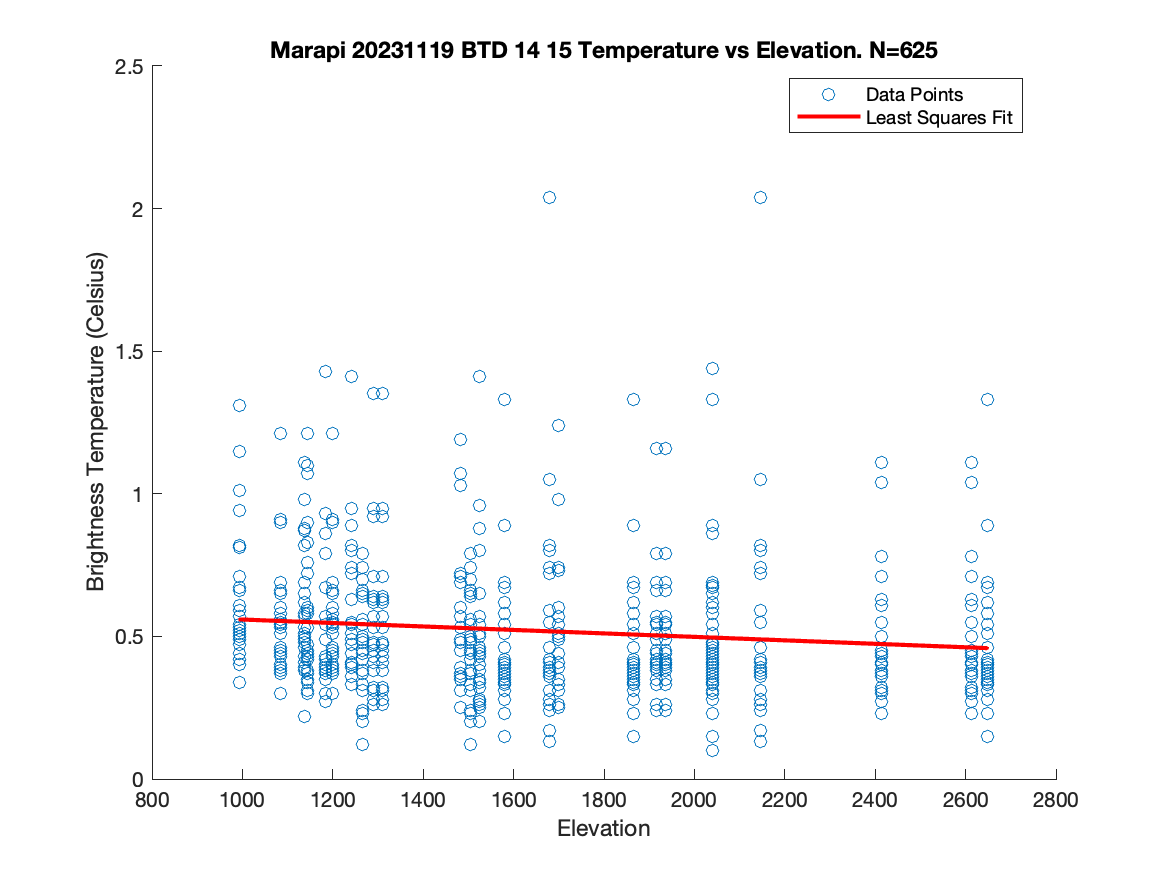 Marapi 20231119 BTD 14 15 Temperature vs Elevation. N=625
Data Points
Least Squares Fit
2.5
2
1.5
1
0.5
0
Brightness Temperature (Celsius)
800 1000 1200 1400 1600 1800 2000 2200 2400 2600 2800
Elevation